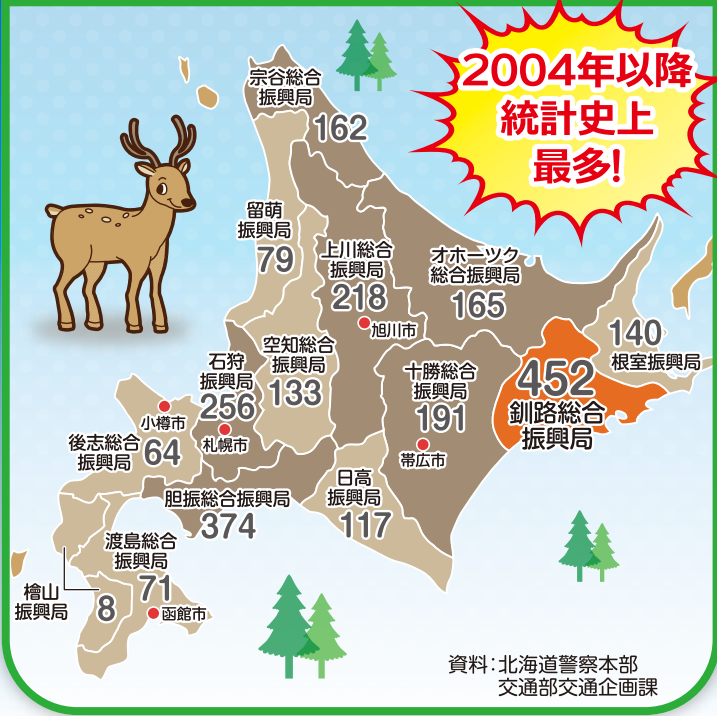 2004年以降
統計史上
最多!
宗谷総合
振興局
162
留萌
振興局
79
上川総合
振興局
218
旭川市
オホーツク
総合振興局
165
140
根室振興局
452
釧路総合
振興局
十勝総合
振興局
191
帯広市
空知総合
振興局
133
石狩
振興局
256
札幌市
小樽市
後志総合
振興局
64
胆振総合振興局
374
日高
振興局
117
渡島総合
振興局
71
函館市
檜山
振興局
8
資料:北海道警察本部
交通部交通企画課